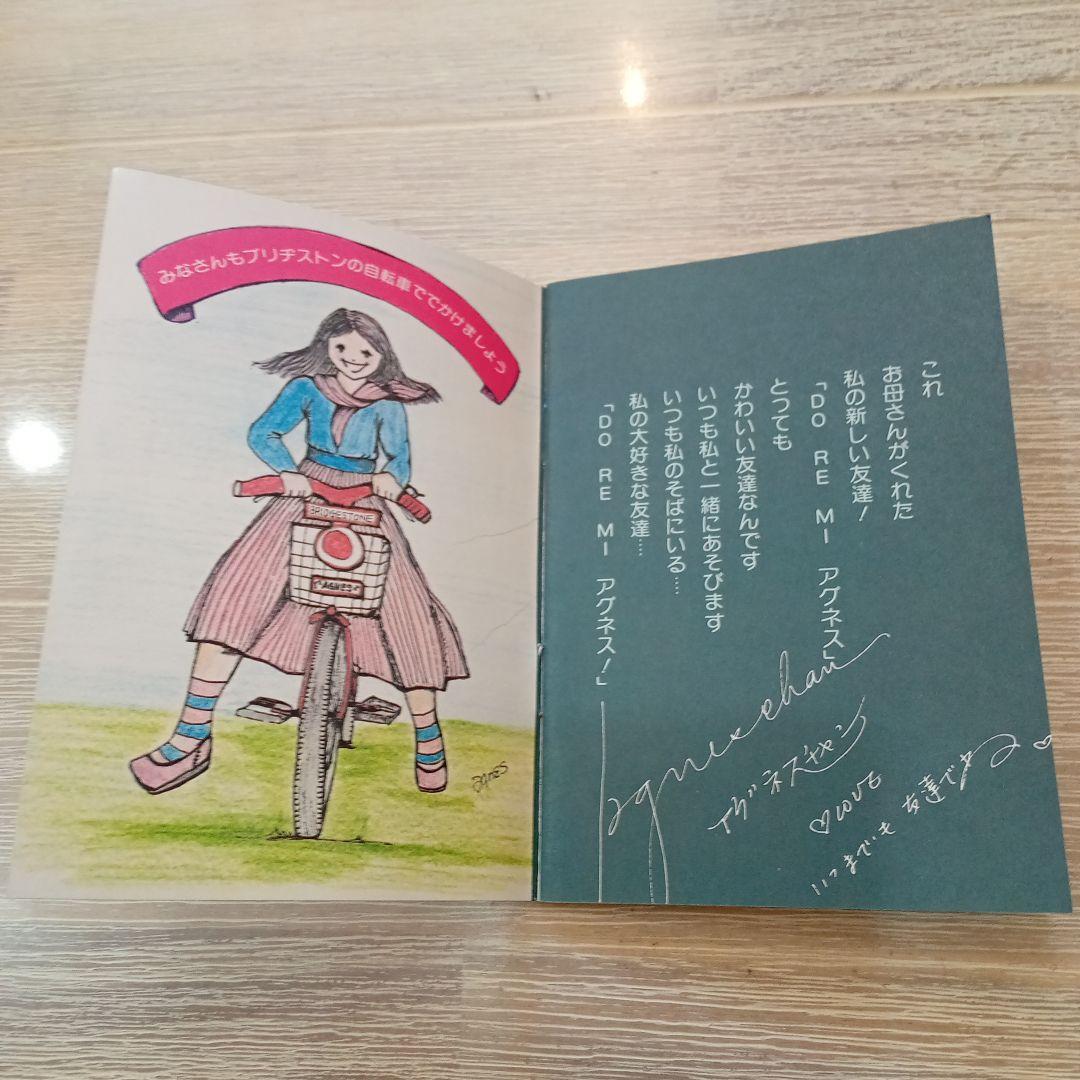 みなさんもブリヂストンの自転車ででかけましょう
BRIDGESTONE
AGNES
agnes
これ
お母さんがくれた
私の新しい友達!
「DO RE MI アグネス」
とっても
かわいい友達なんです
いつも私と一緒にあそびます
いつも私のそばにいる…
私の大好きな友達…
「DO RE MI アグネス!」
Agnes chan
アグネスチャン
♡LOVE
いつまでも 友達でネ♡